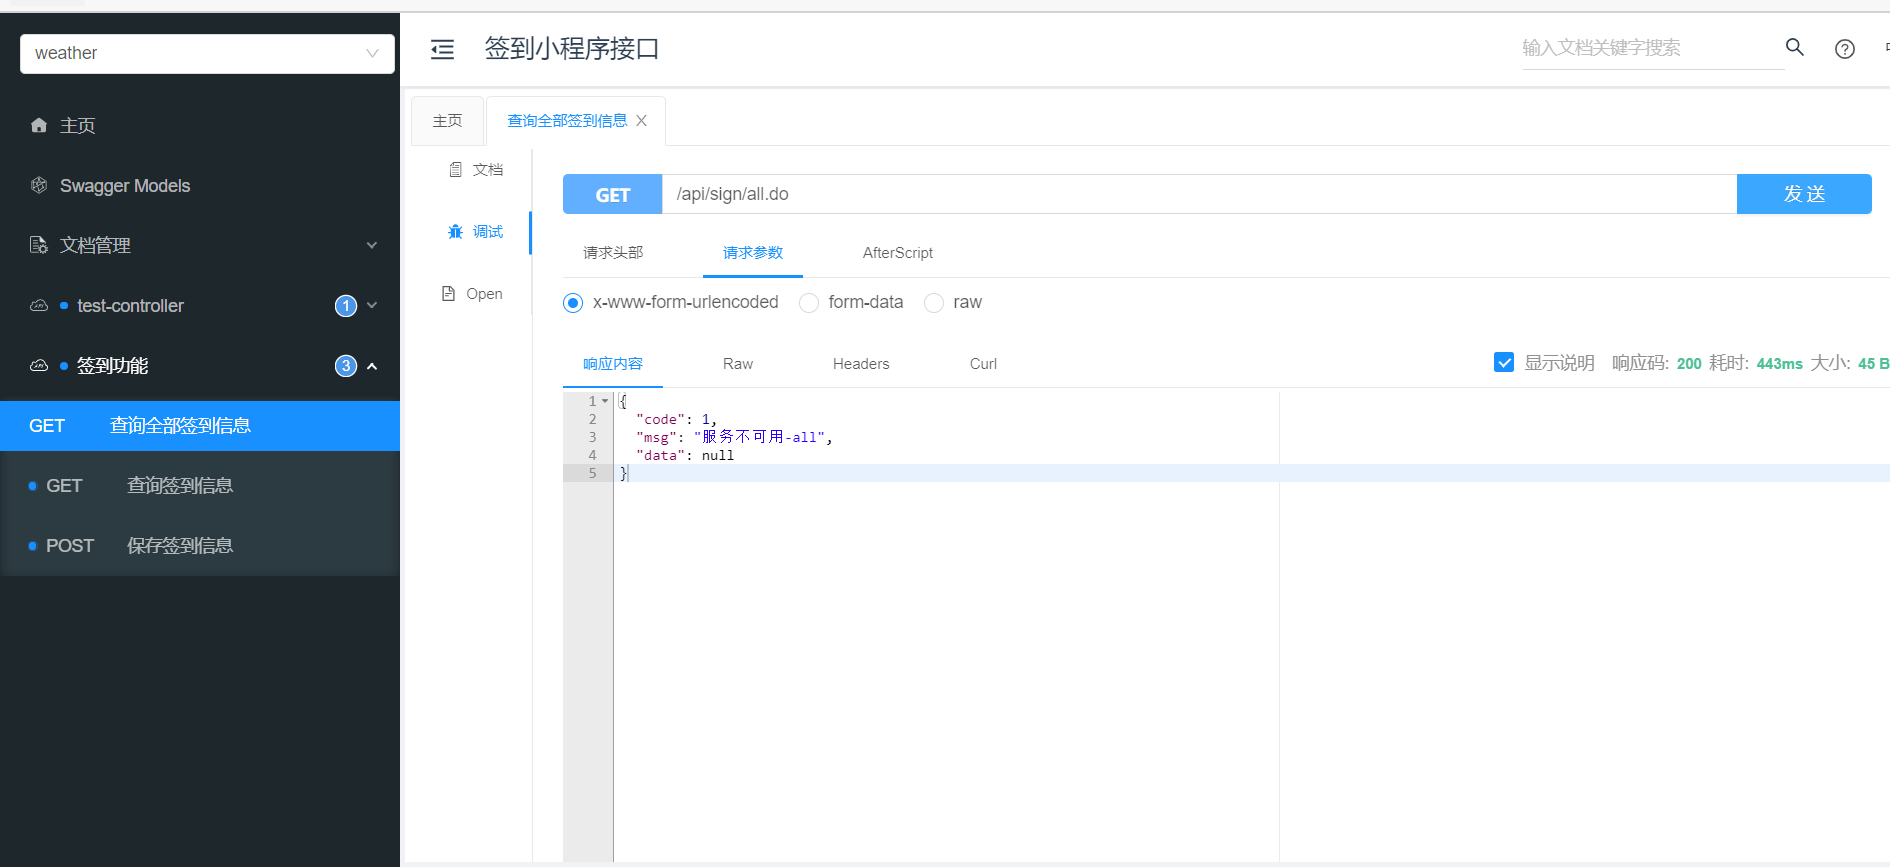 weather
主页
Swagger Models
文档管理
test-controller 1
签到功能 3
GET 查询全部签到信息
GET 查询签到信息
POST 保存签到信息
签到小程序接口
输入文档关键字搜索
主页 查询全部签到信息
文档
调试
Open
GET /api/sign/all.do 发 送
请求头部 请求参数 AfterScript
x-www-form-urlencoded form-data raw
响应内容 Raw Headers Curl 显示说明 响应码: 200 耗时: 443ms 大小: 45 B
1 {
2 "code": 1,
3 "msg": "服务不可用-all",
4 "data": null
5 }